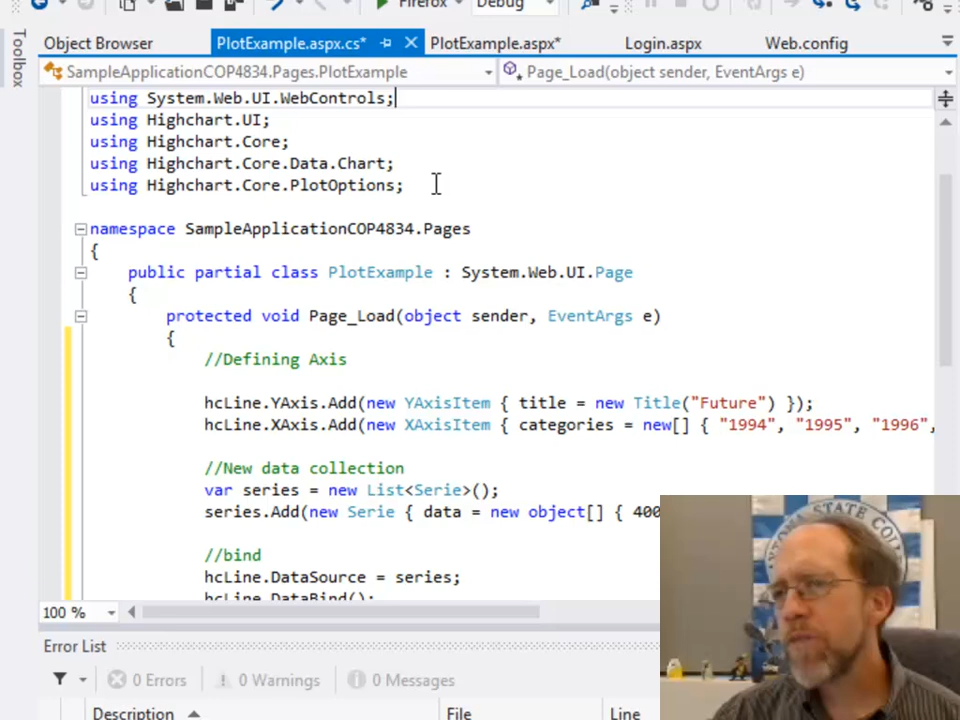 Firefox
Debug
Toolbox
Object Browser
PlotExample.aspx.cs*
PlotExample.aspx*
Login.aspx
Web.config
SampleApplicationCOP4834.Pages.PlotExample
Page_Load(object sender, EventArgs e)
using System.Web.UI.WebControls;
using Highchart.UI;
using Highchart.Core;
using Highchart.Core.Data.Chart;
using Highchart.Core.PlotOptions;
namespace SampleApplicationCOP4834.Pages
{
public partial class PlotExample : System.Web.UI.Page
{
protected void Page_Load(object sender, EventArgs e)
{
//Defining Axis
hcLine.YAxis.Add(new YAxisItem { title = new Title("Future") });
hcLine.XAxis.Add(new XAxisItem { categories = new[] { "1994", "1995", "1996",
//New data collection
var series = new List<Serie>();
series.Add(new Serie { data = new object[] { 400
//bind
hcLine.DataSource = series;
hcLine.DataBind();
100 %
STATE COLL
Error List
0 Errors
0 Warnings
0 Messages
Description
File
Line